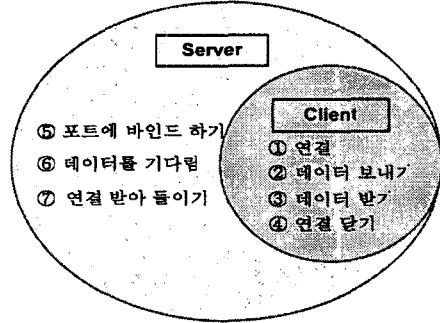 Server
⑤ 포트에 바인드 하기
⑥ 데이터를 기다림
⑦ 연결 받아 들이기
Client
① 연결
② 데이터 보내기
③ 데이터 받기
④ 연결 닫기